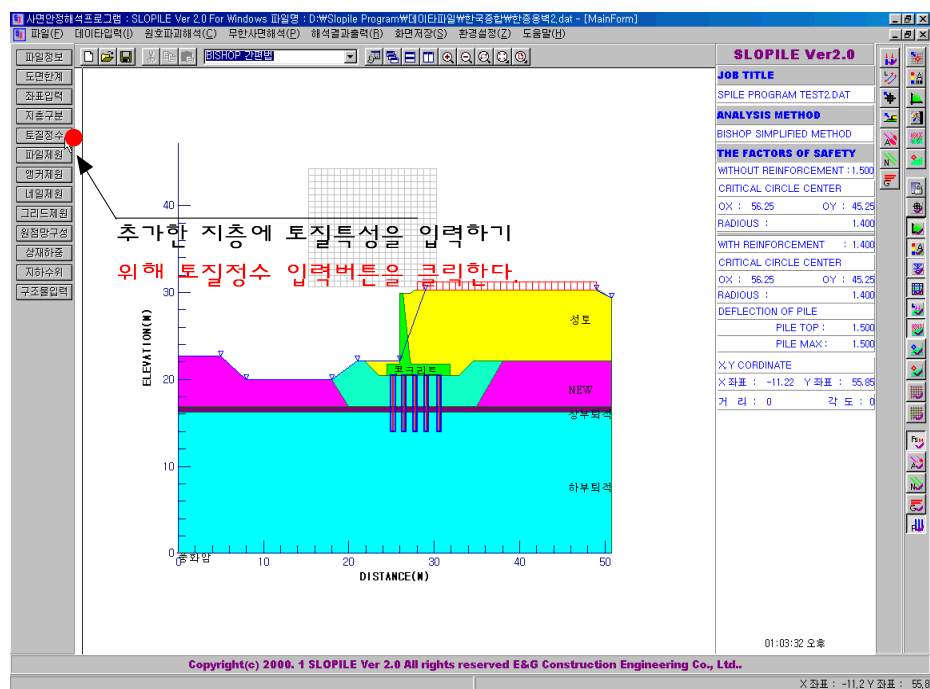 사면안정해석프로그램 : SLOPILE Ver 2,0 For Windows 파일명 : D:₩Slopile Program₩데이타파일₩한국종합₩한중옹벽2,dat - [MainForm]
파일(F) 데이타입력(I) 원호파괴해석(C) 무한사면해석(P) 해석결과출력(R) 화면저장(S) 환경설정(Z) 도움말(H)
BISHOP 간편법
파일정보
도면한계
좌표입력
지층구분
토질정수
파일제원
앵커제원
네일제원
그리드제원
원점망구성
상재하중
지하수위
구조물입력
추가한 지층에 토질특성을 입력하기
위해 토질정수 입력버튼을 클릭한다.
ELEVATION(M)
40
30
20
10
0
성토
콘크리트
NEW
상부퇴적
하부퇴적
풍화암
0 10 20 30 40 50
DISTANCE(M)
SLOPILE Ver2.0
JOB TITLE
SPILE PROGRAM TEST2.DAT
ANALYSIS METHOD
BISHOP SIMPLIFIED METHOD
THE FACTORS OF SAFETY
WITHOUT REINFORCEMENT : 1.500
CRITICAL CIRCLE CENTER
OX : 56.25 OY : 45.25
RADIOUS : 1.400
WITH REINFORCEMENT : 1.400
CRITICAL CIRCLE CENTER
OX : 56.25 OY : 45.25
RADIOUS : 1.400
DEFLECTION OF PILE
PILE TOP : 1.500
PILE MAX : 1.500
X,Y CORDINATE
X 좌표 : -11.22 Y 좌표 : 55.85
거 리 : 0 각 도 : 0
01:03:32 오후
Copyright(c) 2000. 1 SLOPILE Ver 2.0 All rights reserved E&G Construction Engineering Co., Ltd..
X 좌표 : -11,2 Y 좌표 : 55,8